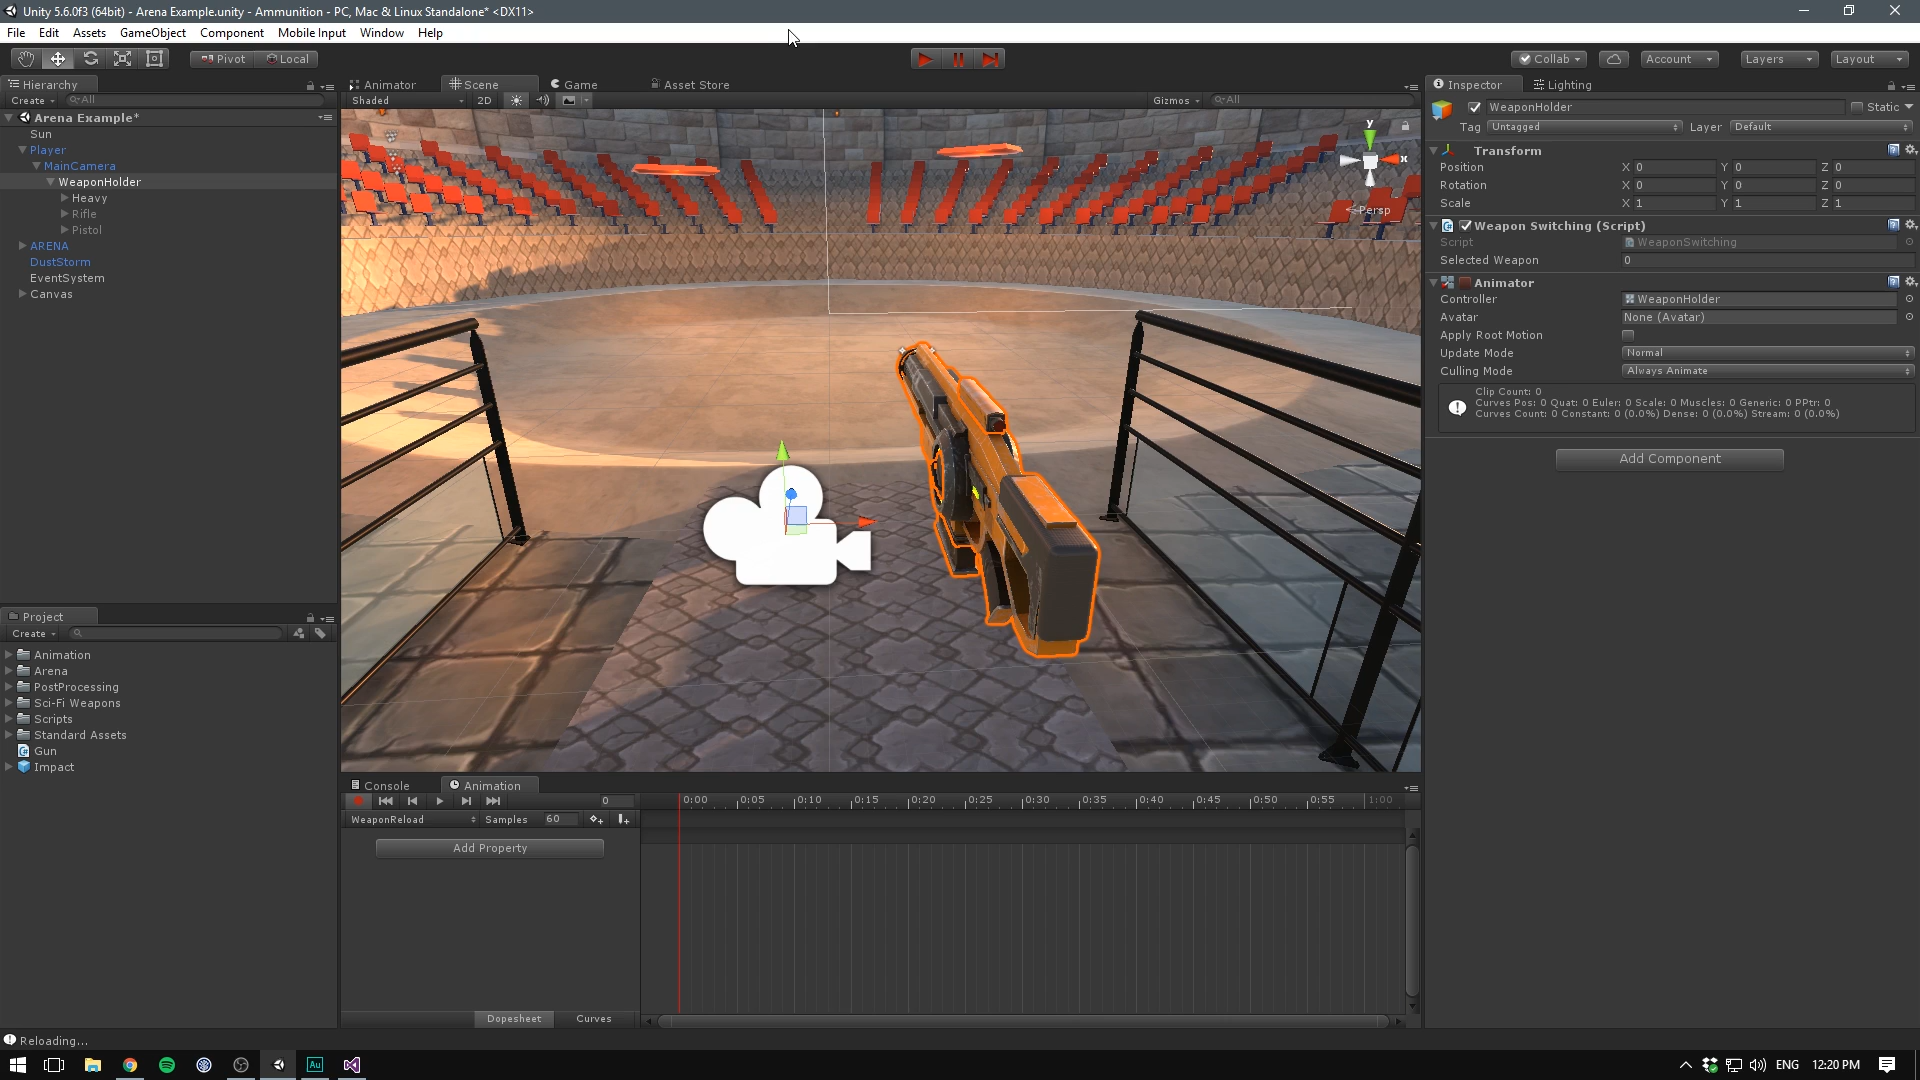 Unity 5.6.0f3 (64bit) - Arena Example.unity - Ammunition - PC, Mac & Linux Standalone* <DX11>
File Edit Assets GameObject Component Mobile Input Window Help
Pivot Local Collab Account Layers Layout
Hierarchy
Create All
Arena Example*
Sun
Player
MainCamera
WeaponHolder
Heavy
Rifle
Pistol
ARENA
DustStorm
EventSystem
Canvas
Project
Create
Animation
Arena
PostProcessing
Sci-Fi Weapons
Scripts
Standard Assets
Gun
Impact
Animator Scene Game Asset Store
Shaded 2D Gizmos All
y
x
Persp
Console Animation
0 0:00 0:05 0:10 0:15 0:20 0:25 0:30 0:35 0:40 0:45 0:50 0:55 1:00
WeaponReload Samples 60
Add Property
Dopesheet Curves
Inspector Lighting
WeaponHolder Static
Tag Untagged Layer Default
Transform
Position X 0 Y 0 Z 0
Rotation X 0 Y 0 Z 0
Scale X 1 Y 1 Z 1
Weapon Switching (Script)
Script WeaponSwitching
Selected Weapon 0
Animator
Controller WeaponHolder
Avatar None (Avatar)
Apply Root Motion
Update Mode Normal
Culling Mode Always Animate
Clip Count: 0
Curves Pos: 0 Quat: 0 Euler: 0 Scale: 0 Muscles: 0 Generic: 0 PPtr: 0
Curves Count: 0 Constant: 0 (0.0%) Dense: 0 (0.0%) Stream: 0 (0.0%)
Add Component
Reloading...
Au ENG 12:20 PM